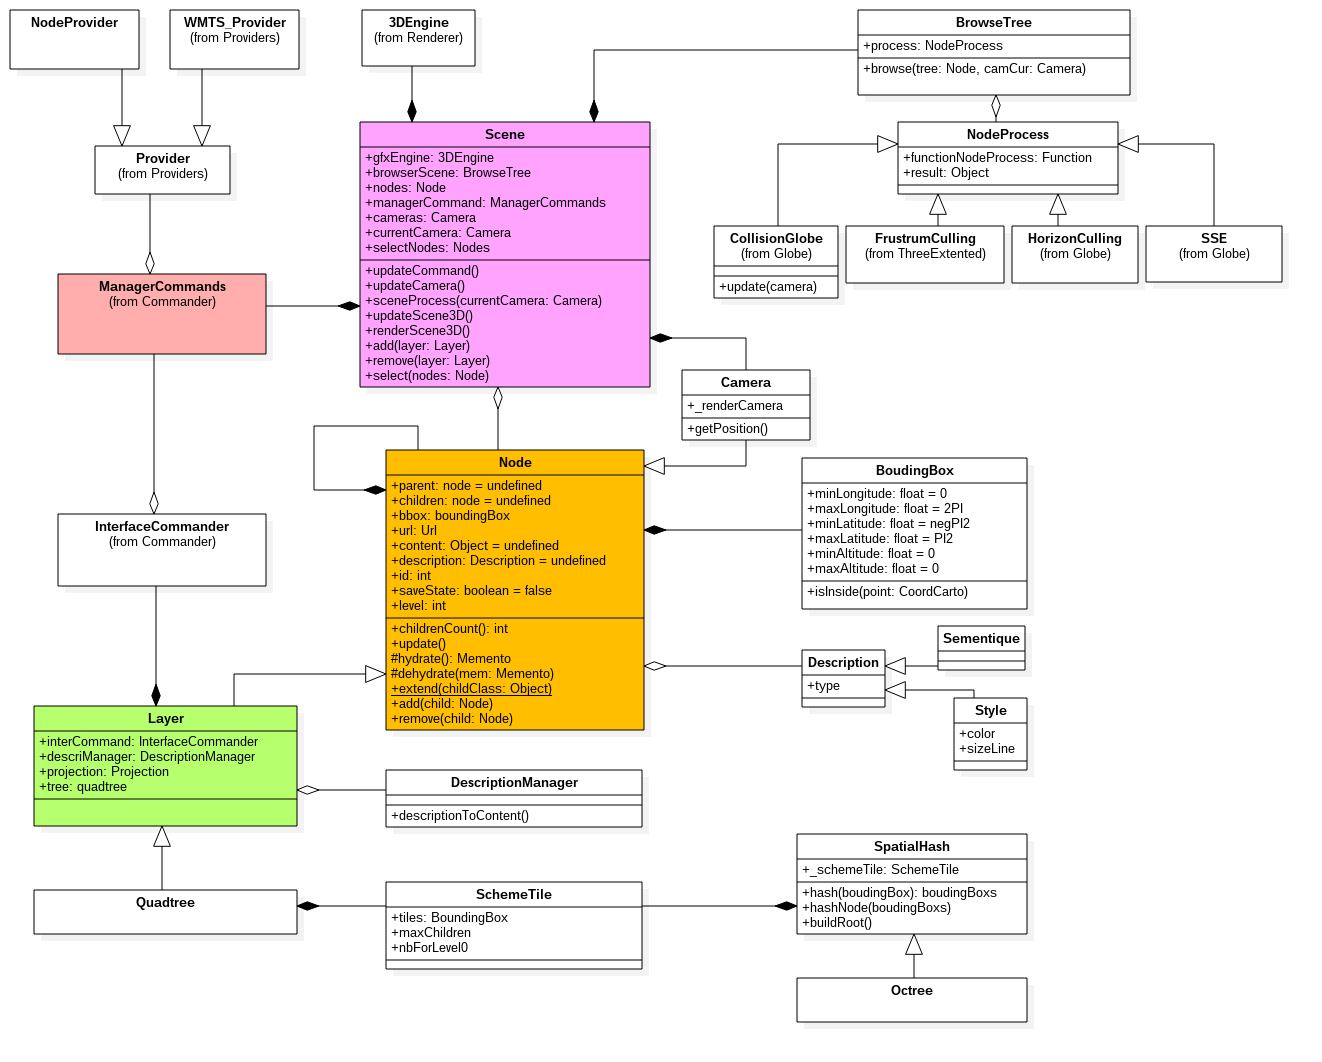 NodeProvider
WMTS_Provider
(from Providers)
3DEngine
(from Renderer)
BrowseTree
+process: NodeProcess
+browse(tree: Node, camCur: Camera)
Provider
(from Providers)
Scene
+gfxEngine: 3DEngine
+browserScene: BrowseTree
+nodes: Node
+managerCommand: ManagerCommands
+cameras: Camera
+currentCamera: Camera
+selectNodes: Nodes
+updateCommand()
+updateCamera()
+sceneProcess(currentCamera: Camera)
+updateScene3D()
+renderScene3D()
+add(layer: Layer)
+remove(layer: Layer)
+select(nodes: Node)
NodeProcess
+functionNodeProcess: Function
+result: Object
CollisionGlobe
(from Globe)
+update(camera)
FrustrumCulling
(from ThreeExtented)
HorizonCulling
(from Globe)
SSE
(from Globe)
ManagerCommands
(from Commander)
Camera
+_renderCamera
+getPosition()
Node
+parent: node = undefined
+children: node = undefined
+bbox: boundingBox
+url: Url
+content: Object = undefined
+description: Description = undefined
+id: int
+saveState: boolean = false
+level: int
+childrenCount(): int
+update()
#hydrate(): Memento
#dehydrate(mem: Memento)
+extend(childClass: Object)
+add(child: Node)
+remove(child: Node)
BoudingBox
+minLongitude: float = 0
+maxLongitude: float = 2PI
+minLatitude: float = negPI2
+maxLatitude: float = PI2
+minAltitude: float = 0
+maxAltitude: float = 0
+isInside(point: CoordCarto)
InterfaceCommander
(from Commander)
Description
+type
Sementique
Style
+color
+sizeLine
Layer
+interCommand: InterfaceCommander
+descriManager: DescriptionManager
+projection: Projection
+tree: quadtree
DescriptionManager
+descriptionToContent()
Quadtree
SchemeTile
+tiles: BoundingBox
+maxChildren
+nbForLevel0
SpatialHash
+_schemeTile: SchemeTile
+hash(boudingBox): boudingBoxs
+hashNode(boudingBoxs)
+buildRoot()
Octree